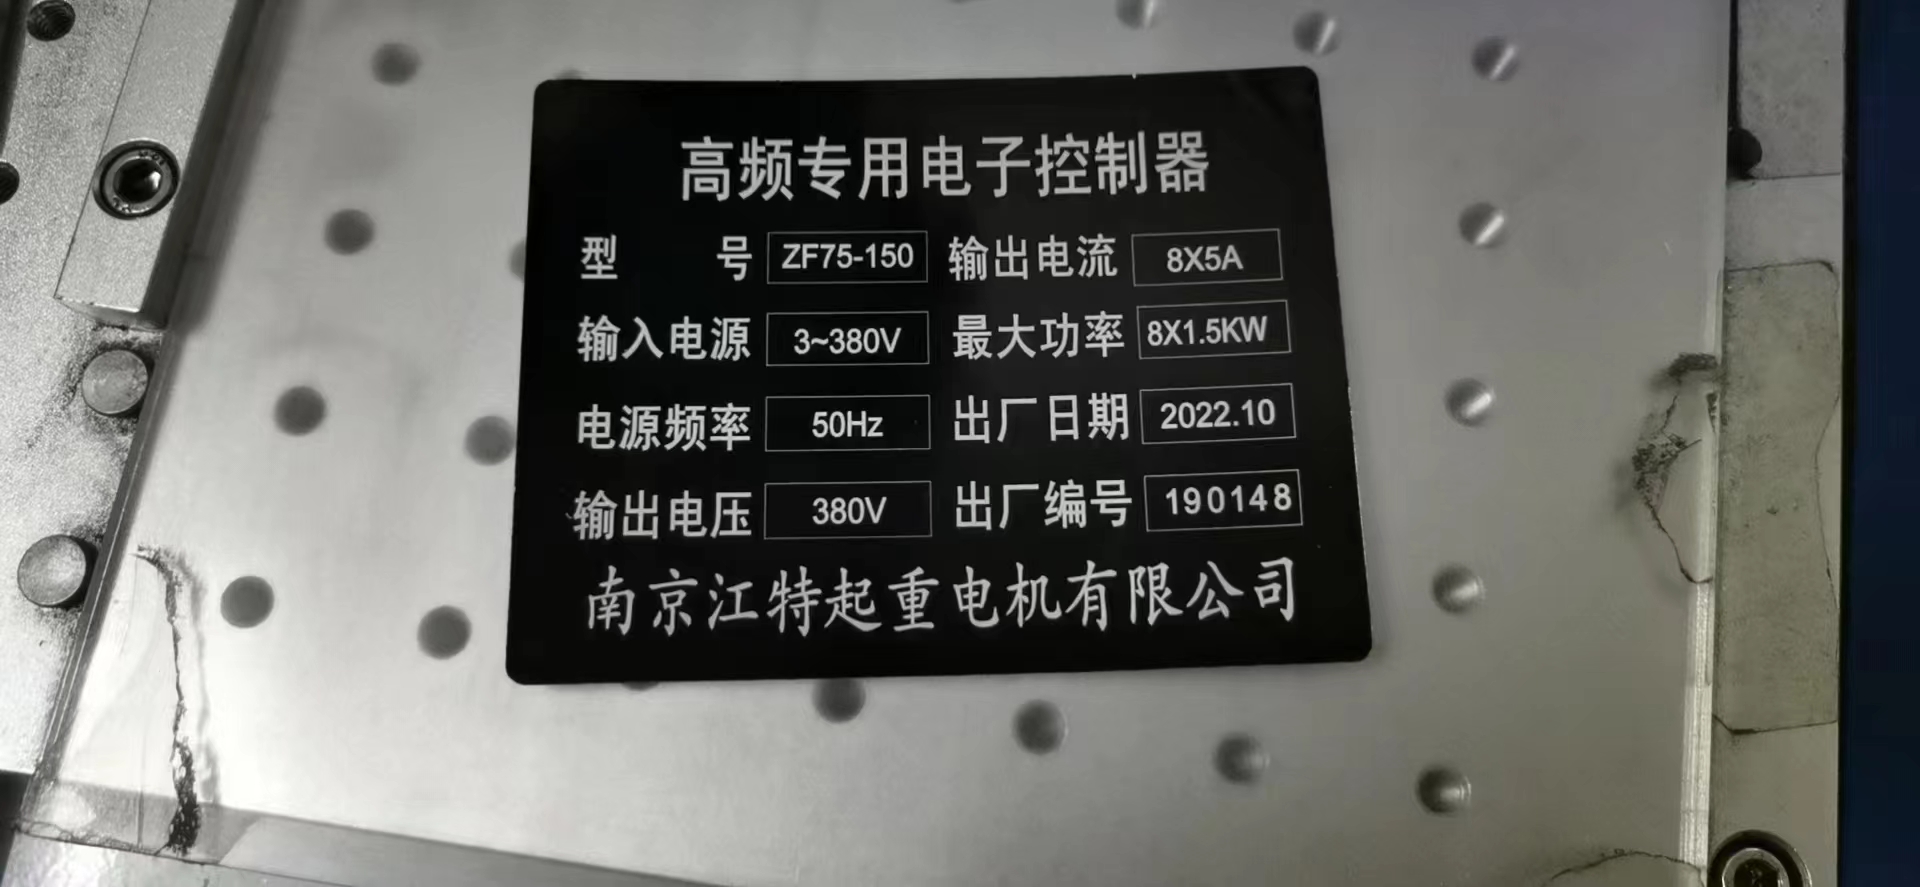 高频专用电子控制器
型 号 ZF75-150 输出电流 8X5A
输入电源 3~380V 最大功率 8X1.5KW
电源频率 50Hz 出厂日期 2022.10
输出电压 380V 出厂编号 190148
南京江特起重电机有限公司